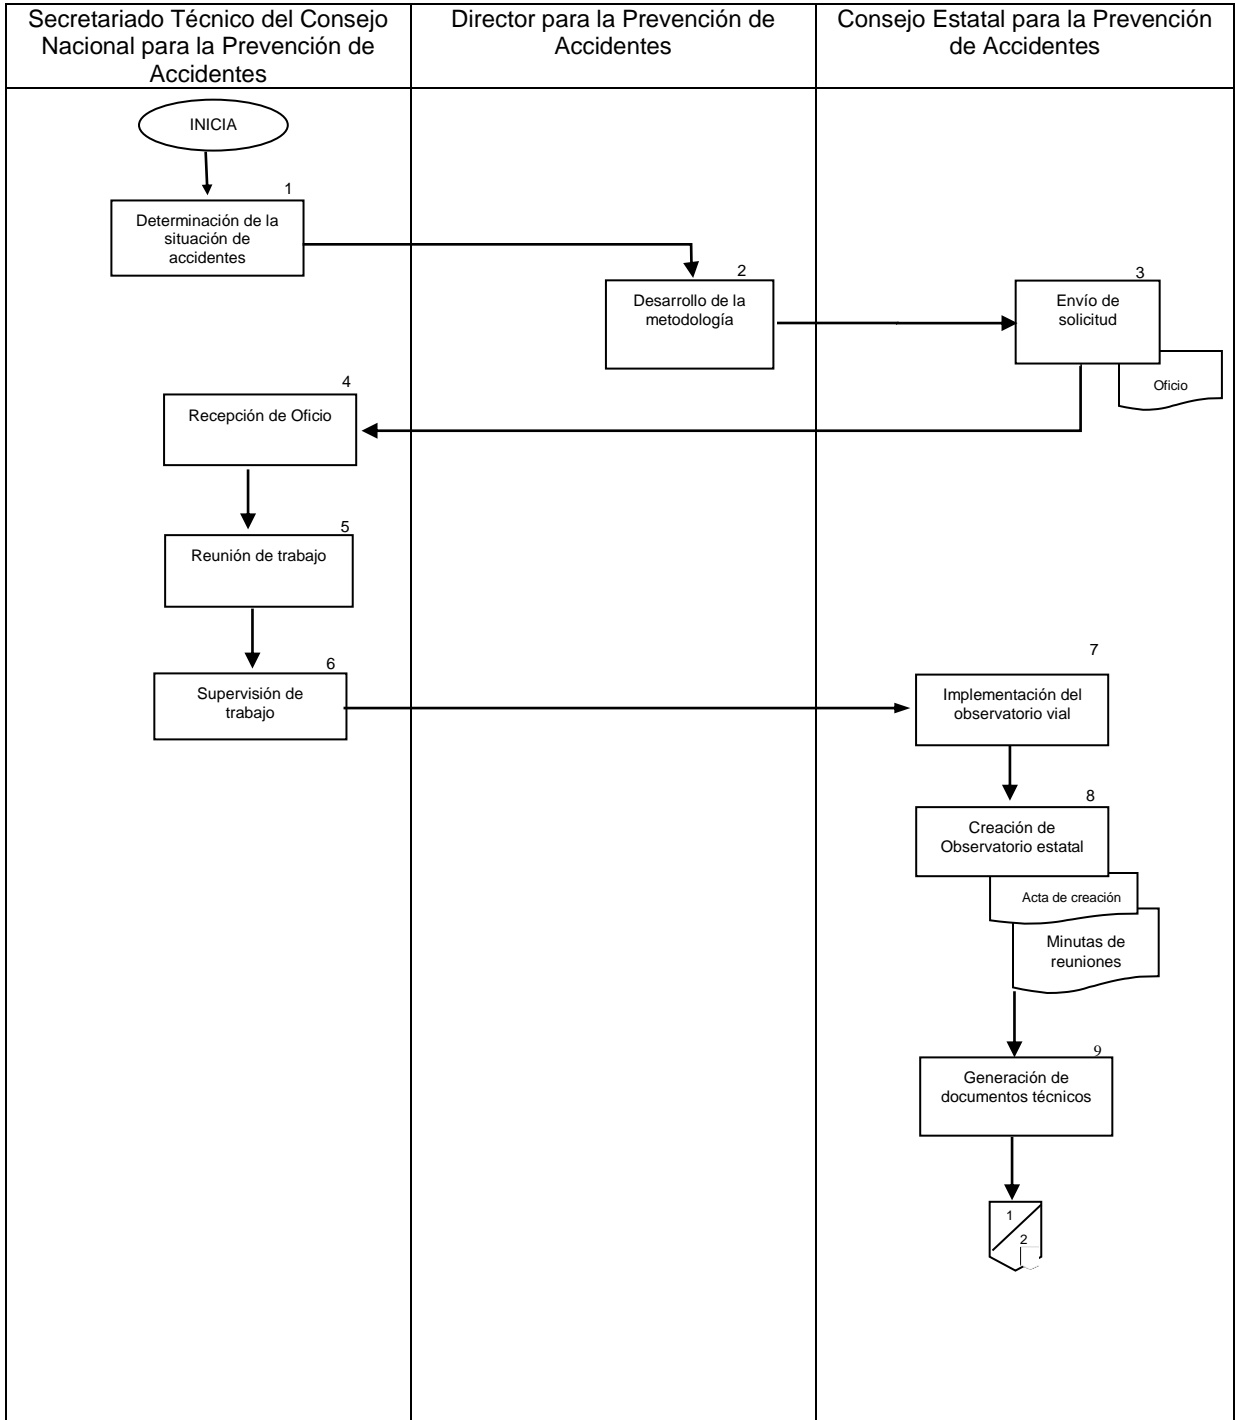 Secretariado Técnico del Consejo
Nacional para la Prevención de
Accidentes
Director para la Prevención de
Accidentes
Consejo Estatal para la Prevención
de Accidentes
INICIA
1
Determinación de la
situación de
accidentes
2
Desarrollo de la
metodología
3
Envío de
solicitud
Oficio
4
Recepción de Oficio
5
Reunión de trabajo
6
Supervisión de
trabajo
7
Implementación del
observatorio vial
8
Creación de
Observatorio estatal
Acta de creación
Minutas de
reuniones
9
Generación de
documentos técnicos
1
2